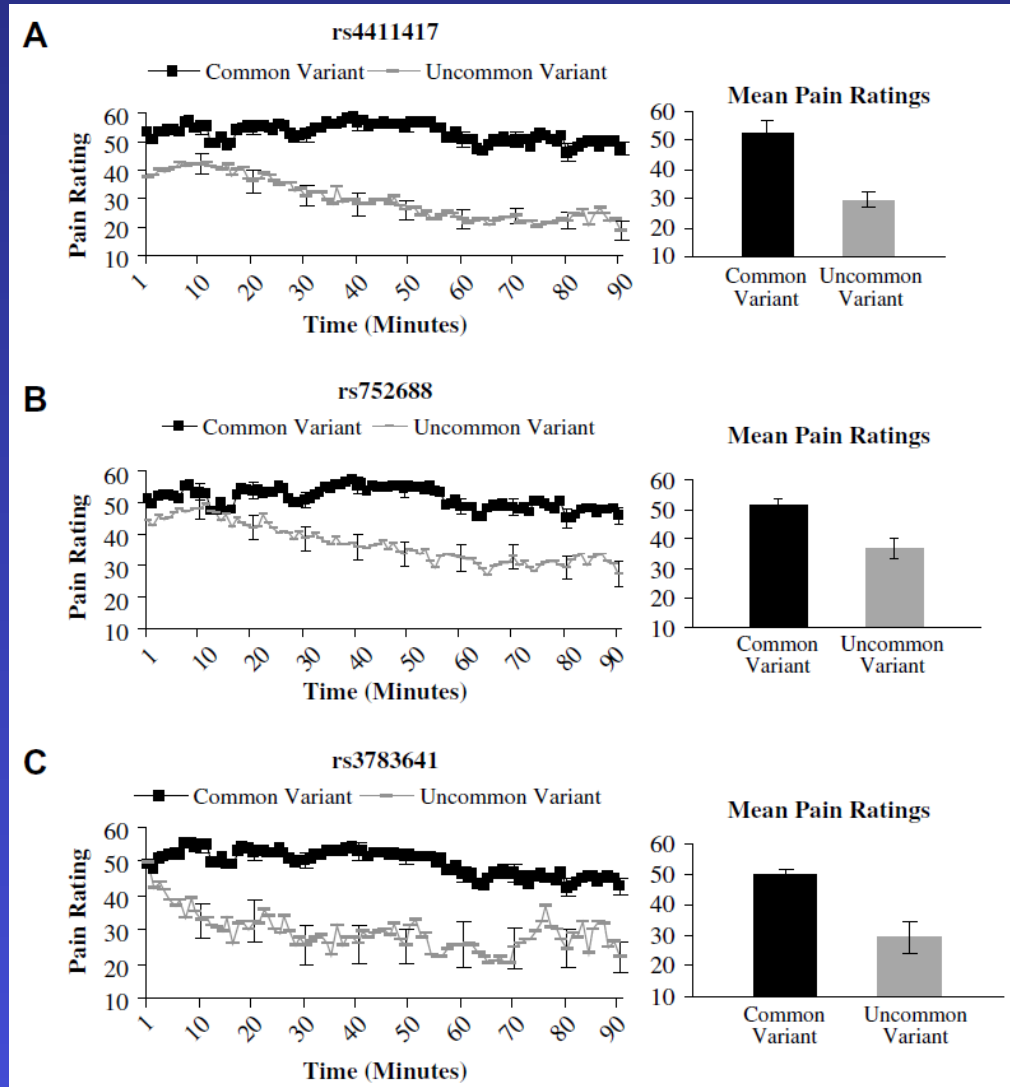 A
rs4411417
Common Variant Uncommon Variant
Pain Rating
60
50
40
30
20
10
1 10 20 30 40 50 60 70 80 90
Time (Minutes)
Mean Pain Ratings
60
50
40
30
20
10
Common Variant
Uncommon Variant
B
rs752688
Common Variant Uncommon Variant
Pain Rating
60
50
40
30
20
10
1 10 20 30 40 50 60 70 80 90
Time (Minutes)
Mean Pain Ratings
60
50
40
30
20
10
Common Variant
Uncommon Variant
C
rs3783641
Common Variant Uncommon Variant
Pain Rating
60
50
40
30
20
10
1 10 20 30 40 50 60 70 80 90
Time (Minutes)
Mean Pain Ratings
60
50
40
30
20
10
Common Variant
Uncommon Variant